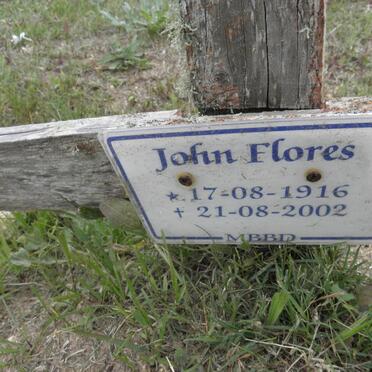 John Flores
★ 17-08-1916
✝ 21-08-2002
MBBD